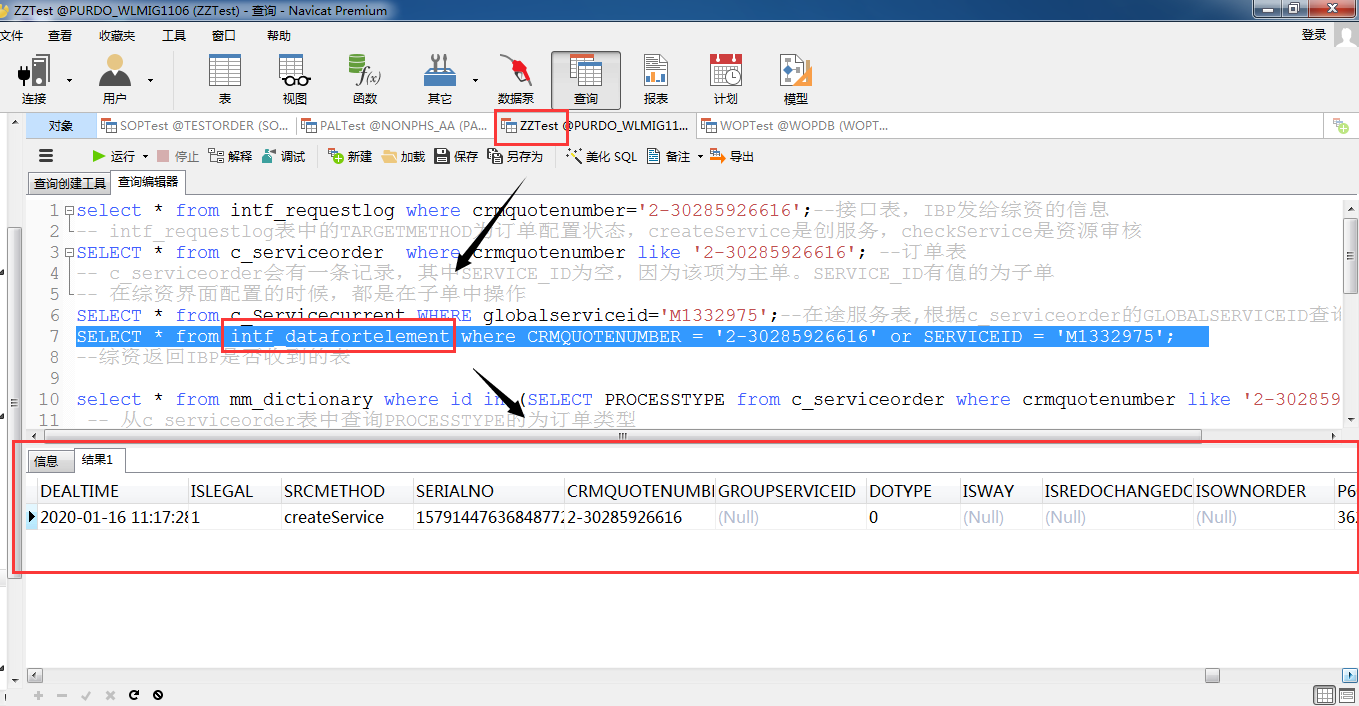 ZZTest @PURDO_WLMIG1106 (ZZTest) - 查询 - Navicat Premium
文件 查看 收藏夹 工具 窗口 帮助 登录
连接 用户 表 视图 函数 其它 数据泵 查询 报表 计划 模型
对象 SOPTest @TESTORDER (SO... PALTest @NONPHS_AA (PA... ZZTest @PURDO_WLMIG11... WOPTest @WOPDB (WOPT...
运行 停止 解释 调试 新建 加载 保存 另存为 美化 SQL 备注 导出
查询创建工具 查询编辑器
1 select * from intf_requestlog where crmquotenumber='2-30285926616';--接口表，IBP发给综资的信息
2 -- intf_requestlog表中的TARGETMETHOD为订单配置状态，createService是创服务，checkService是资源审核
3 SELECT * from c_serviceorder where crmquotenumber like '2-30285926616'; --订单表
4 -- c_serviceorder会有一条记录，其中SERVICE_ID为空，因为该项为主单。SERVICE_ID有值的为子单
5 -- 在综资界面配置的时候，都是在子单中操作
6 SELECT * from c_Servicecurrent WHERE globalserviceid='M1332975';--在途服务表,根据c_serviceorder的GLOBALSERVICEID查询
7 SELECT * from intf_datafortelement where CRMQUOTENUMBER = '2-30285926616' or SERVICEID = 'M1332975';
8 --综资返回IBP是否收到的表
9
10 select * from mm_dictionary where id in (SELECT PROCESSTYPE from c_serviceorder where crmquotenumber like '2-302859
11 -- 从c_serviceorder表中查询PROCESSTYPE的为订单类型
信息 结果1
DEALTIME ISLEGAL SRCMETHOD SERIALNO CRMQUOTENUMBI GROUPSERVICEID DOTYPE ISWAY ISREDOCHANGEDC ISOWNORDER P6
2020-01-16 11:17:28 1 createService 15791447636848772 2-30285926616 (Null) 0 (Null) (Null) (Null) 362